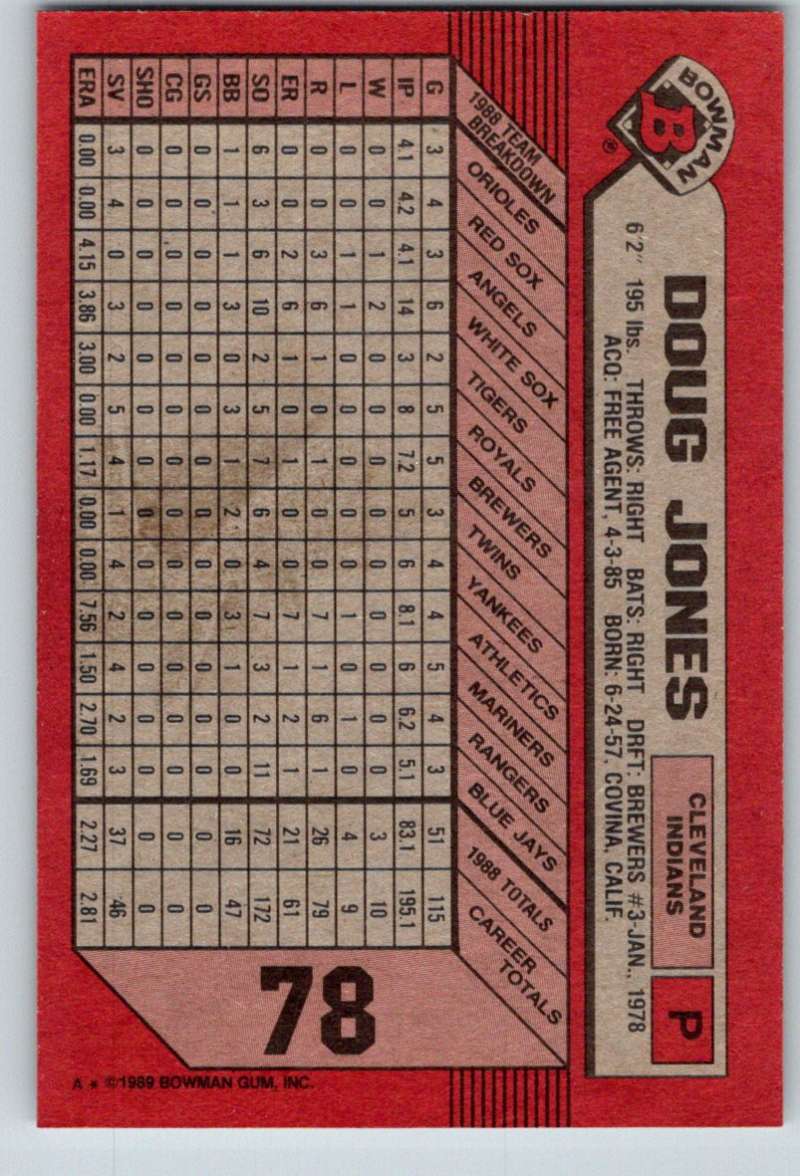 BOWMAN
B
®
DOUG JONES
CLEVELAND
INDIANS
P
6'2" 195 lbs. THROWS: RIGHT BATS: RIGHT DRFT: BREWERS #3-JAN., 1978
ACQ: FREE AGENT, 4-3-85 BORN: 6-24-57, COVINA, CALIF.
1988 TEAM
BREAKDOWN
ORIOLES
RED SOX
ANGELS
WHITE SOX
TIGERS
ROYALS
BREWERS
TWINS
YANKEES
ATHLETICS
MARINERS
RANGERS
BLUE JAYS
1988 TOTALS
CAREER
TOTALS
G 3 4 3 6 2 5 5 3 4 4 5 4 3 51 115
IP 4.1 4.2 4.1 14 3 8 7.2 5 6 8.1 6 6.2 5.1 83.1 195.1
W 0 0 1 2 0 0 0 0 0 0 0 0 0 3 10
L 0 0 1 1 0 0 0 0 0 1 0 1 0 4 9
R 0 0 3 6 1 0 1 0 0 7 1 6 1 26 79
ER 0 0 2 6 1 0 1 0 0 7 1 2 1 21 61
SO 6 3 6 10 2 5 7 6 4 7 3 2 11 72 172
BB 1 1 1 3 0 3 1 2 0 3 1 0 0 16 47
GS 0 0 0 0 0 0 0 0 0 0 0 0 0 0 0
CG 0 0 0 0 0 0 0 0 0 0 0 0 0 0 0
SHO 0 0 0 0 0 0 0 0 0 0 0 0 0 0 0
SV 3 4 0 3 2 5 4 1 4 2 4 2 3 37 46
ERA 0.00 0.00 4.15 3.86 3.00 0.00 1.17 0.00 0.00 7.56 1.50 2.70 1.69 2.27 2.81
78
A * ©1989 BOWMAN GUM, INC.